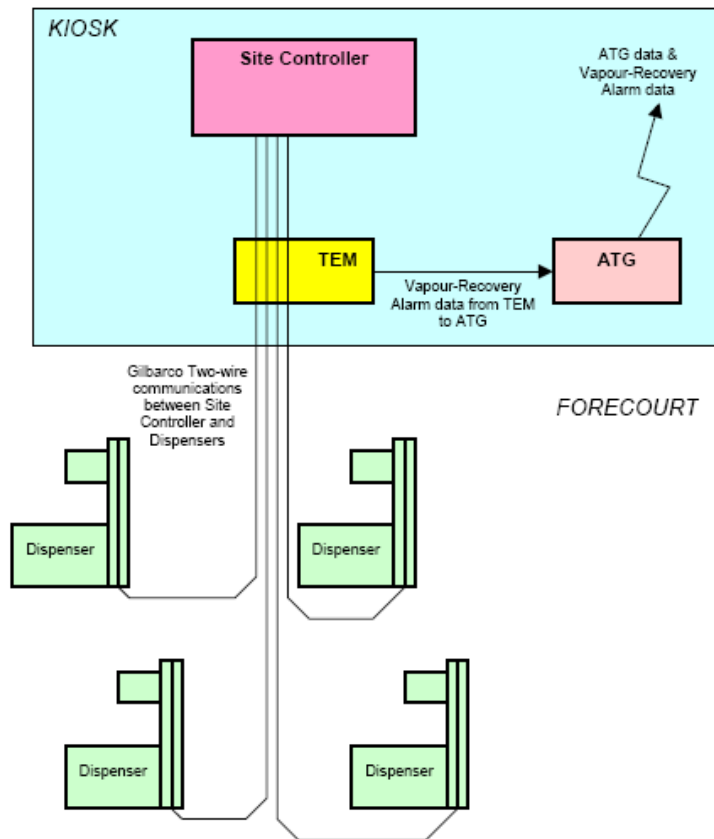 KIOSK
Site Controller
ATG data &
Vapour-Recovery
Alarm data
TEM
ATG
Vapour-Recovery
Alarm data from TEM
to ATG
Gilbarco Two-wire
communications
between Site
Controller and
Dispensers
FORECOURT
Dispenser
Dispenser
Dispenser
Dispenser